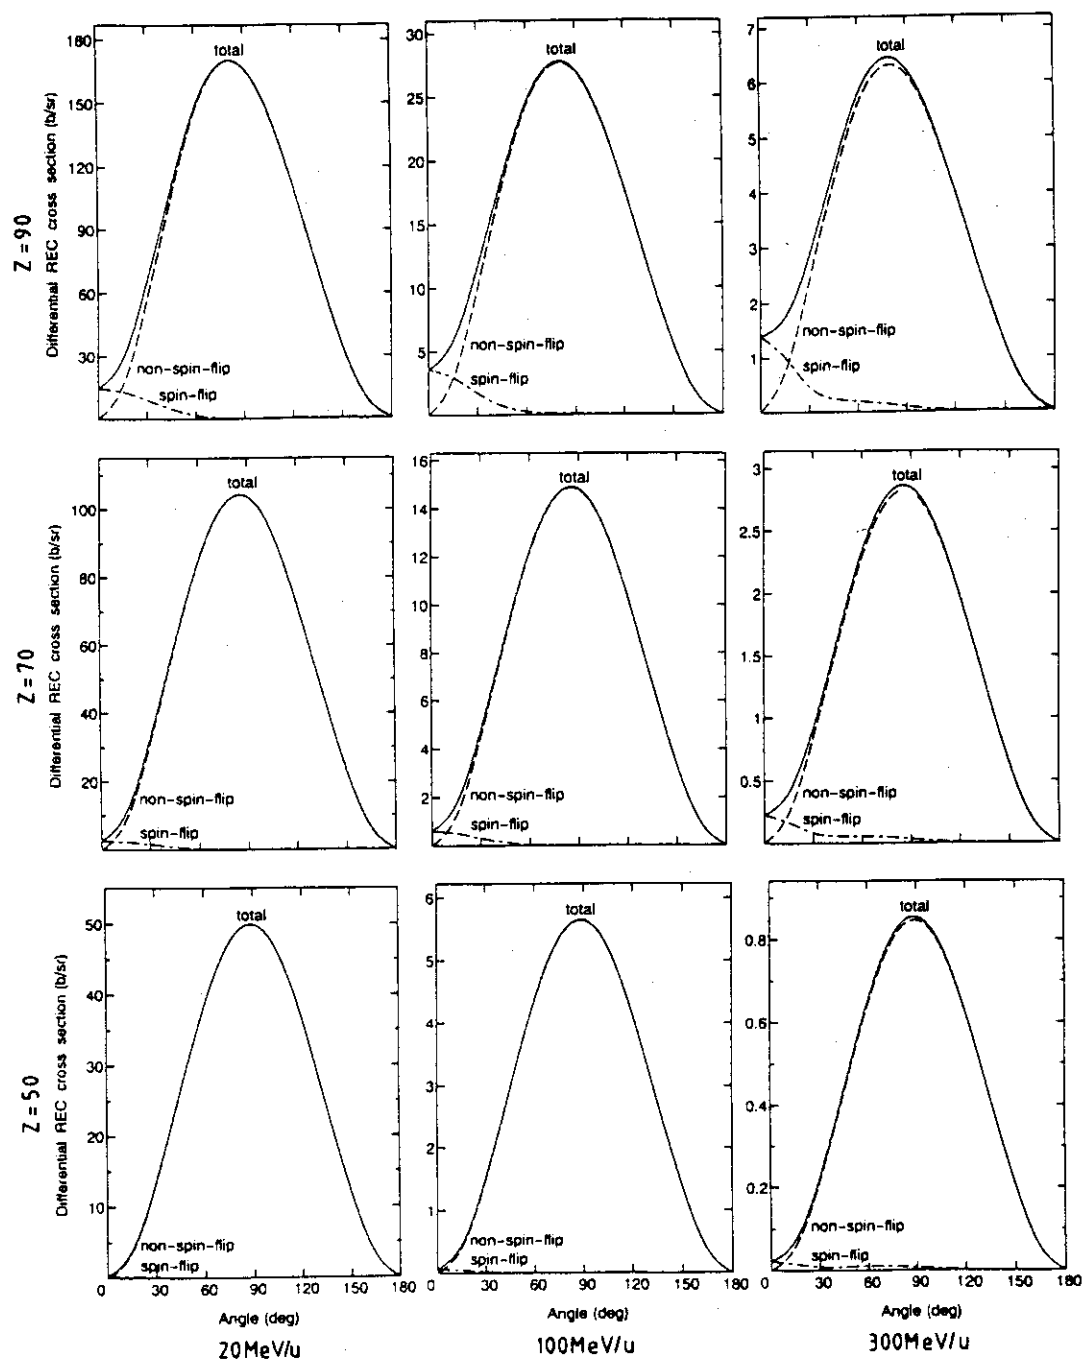 Z = 90
Differential REC cross section (b/sr)
180
150
130
110
90
70
50
30
total
non-spin-flip
spin-flip
30
25
20
15
10
5
total
non-spin-flip
spin-flip
7
6
5
4
3
2
1
total
non-spin-flip
spin-flip
Z = 70
Differential REC cross section (b/sr)
100
80
60
40
20
total
non-spin-flip
spin-flip
16
14
12
10
8
6
4
2
total
non-spin-flip
spin-flip
3
2.5
2
1.5
1
0.5
total
non-spin-flip
spin-flip
Z = 50
Differential REC cross section (b/sr)
50
40
30
20
10
total
non-spin-flip
spin-flip
0 30 60 90 120 150 180
Angle (deg)
20MeV/u
6
5
4
3
2
1
total
non-spin-flip
spin-flip
0 30 60 90 120 150 180
Angle (deg)
100MeV/u
0.8
0.6
0.4
0.2
total
non-spin-flip
spin-flip
0 30 60 90 120 150 180
Angle (deg)
300MeV/u